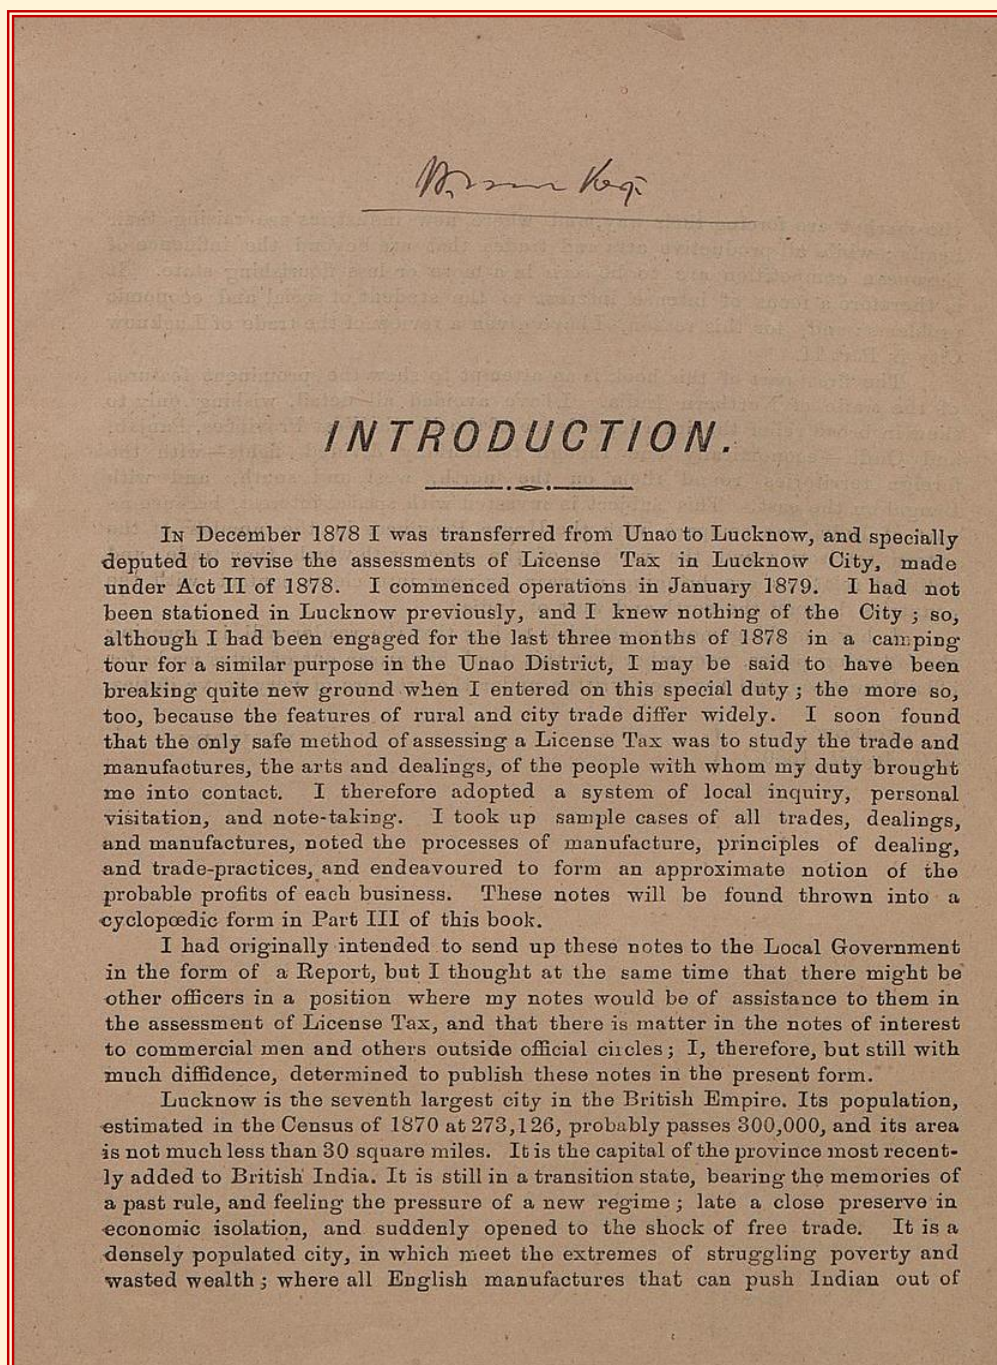 INTRODUCTION.
IN December 1878 I was transferred from Unao to Lucknow, and specially
deputed to revise the assessments of License Tax in Lucknow City, made
under Act II of 1878. I commenced operations in January 1879. I had not
been stationed in Lucknow previously, and I knew nothing of the City ; so,
although I had been engaged for the last three months of 1878 in a camping
tour for a similar purpose in the Unao District, I may be said to have been
breaking quite new ground when I entered on this special duty ; the more so,
too, because the features of rural and city trade differ widely. I soon found
that the only safe method of assessing a License Tax was to study the trade and
manufactures, the arts and dealings, of the people with whom my duty brought
me into contact. I therefore adopted a system of local inquiry, personal
visitation, and note-taking. I took up sample cases of all trades, dealings,
and manufactures, noted the processes of manufacture, principles of dealing,
and trade-practices, and endeavoured to form an approximate notion of the
probable profits of each business. These notes will be found thrown into a
cyclopœdic form in Part III of this book.
I had originally intended to send up these notes to the Local Government
in the form of a Report, but I thought at the same time that there might be
other officers in a position where my notes would be of assistance to them in
the assessment of License Tax, and that there is matter in the notes of interest
to commercial men and others outside official circles ; I, therefore, but still with
much diffidence, determined to publish these notes in the present form.
Lucknow is the seventh largest city in the British Empire. Its population,
estimated in the Census of 1870 at 273,126, probably passes 300,000, and its area
is not much less than 30 square miles. It is the capital of the province most recent-
ly added to British India. It is still in a transition state, bearing the memories of
a past rule, and feeling the pressure of a new regime ; late a close preserve in
economic isolation, and suddenly opened to the shock of free trade. It is a
densely populated city, in which meet the extremes of struggling poverty and
wasted wealth ; where all English manufactures that can push Indian out of